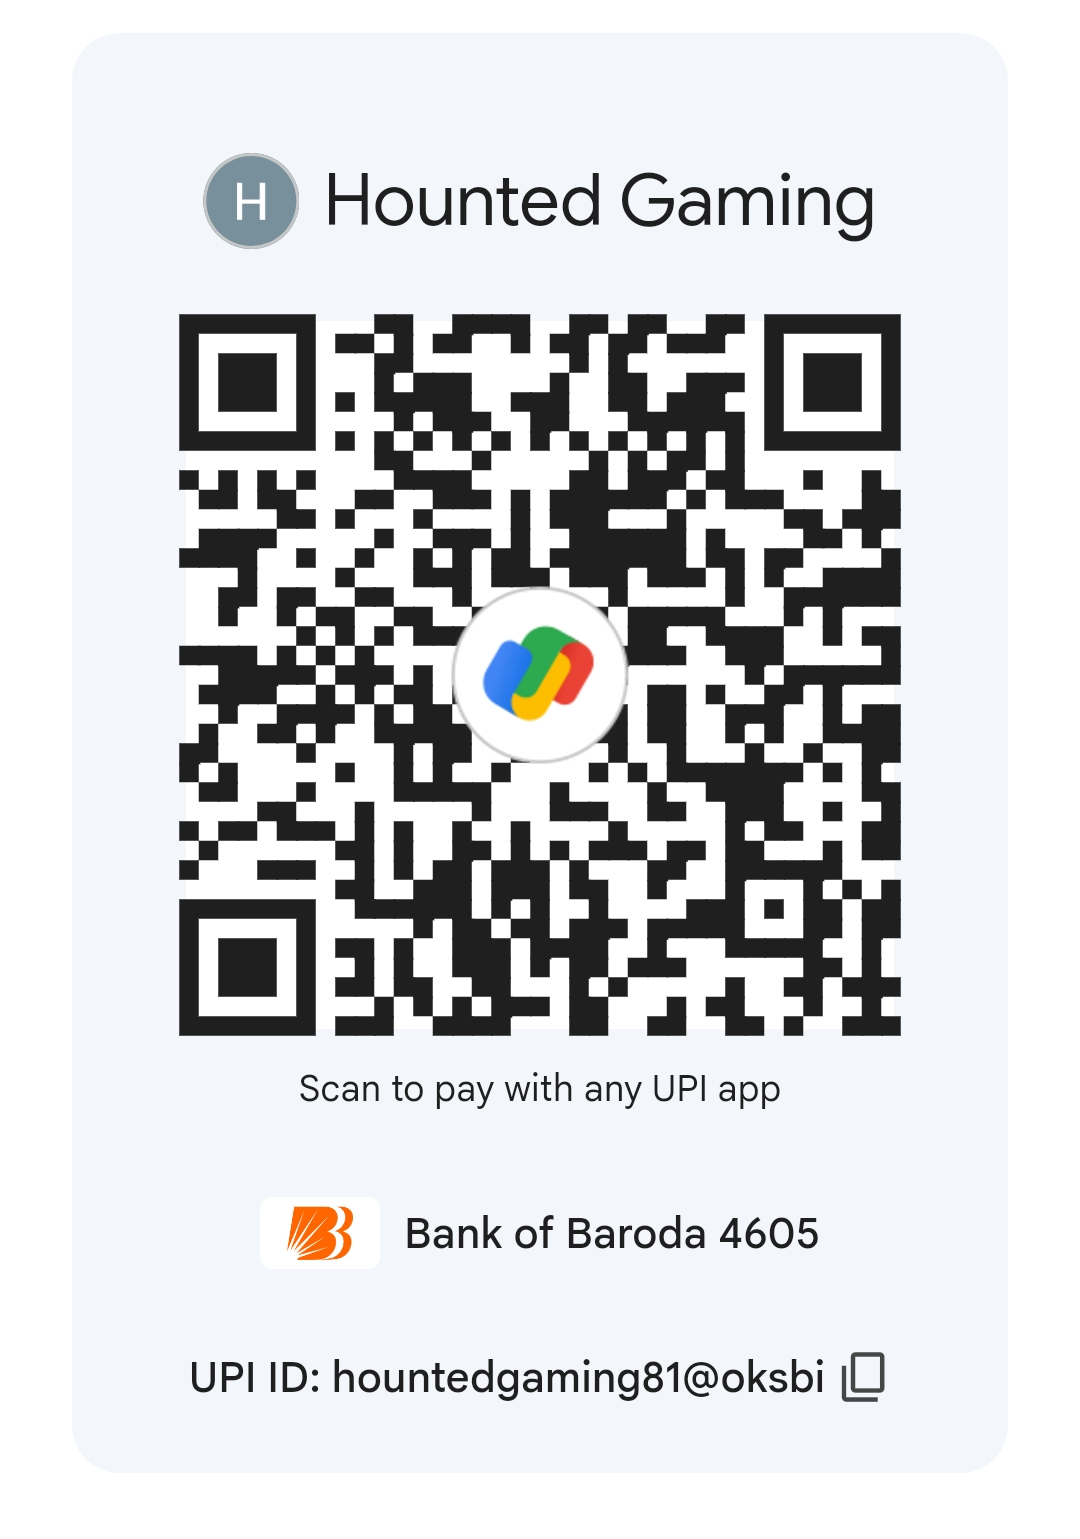 H Hounted Gaming
Scan to pay with any UPI app
Bank of Baroda 4605
UPI ID: hountedgaming81@oksbi